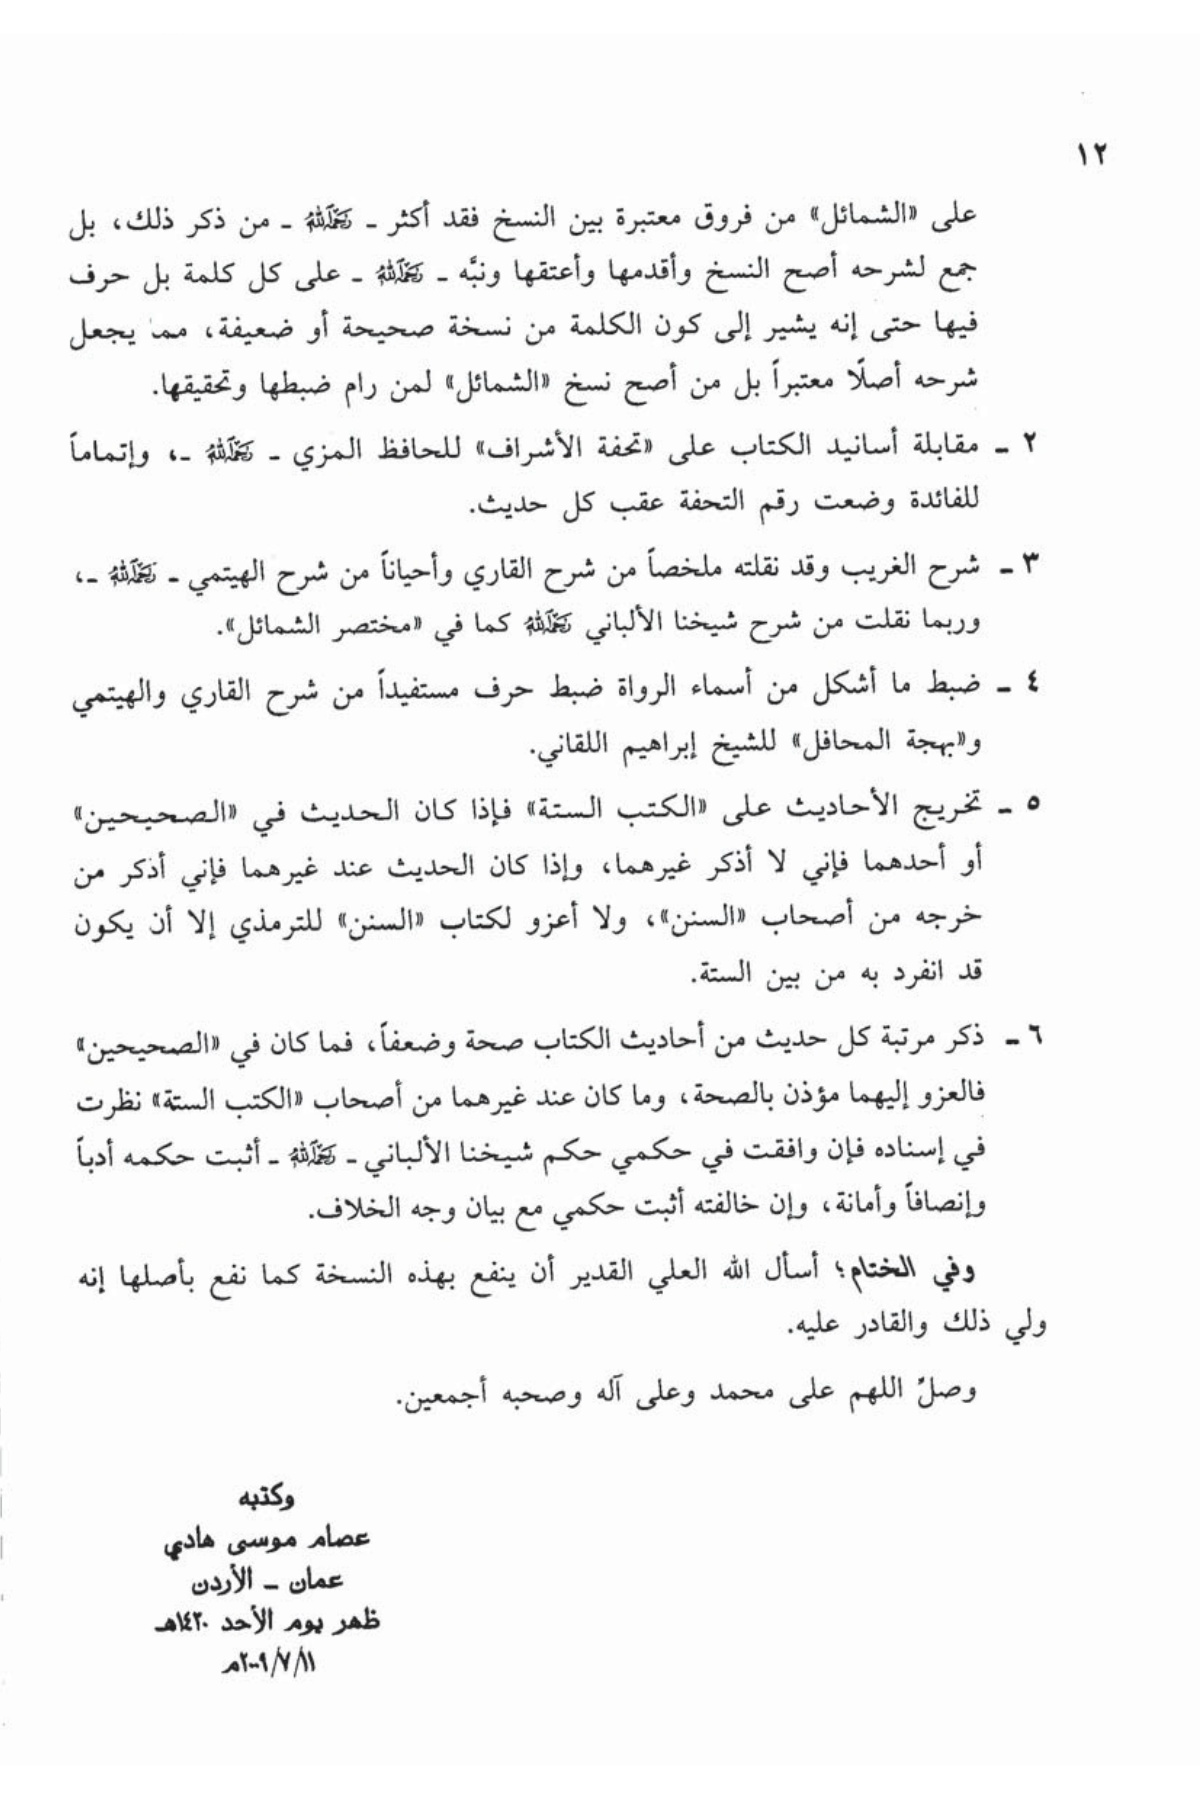 ١٢
على «الشمائل» من فروق معتبرة بين النسخ فقد أكثر ـ رَحِمَهُ اللهُ ـ من ذكر ذلك، بل
جمع لشرحه أصح النسخ وأقدمها وأعتقها ونبَّه ـ رَحِمَهُ اللهُ ـ على كل كلمة بل حرف
فيها حتى إنه يشير إلى كون الكلمة من نسخة صحيحة أو ضعيفة، مما يجعل
شرحه أصلًا معتبراً بل من أصح نسخ «الشمائل» لمن رام ضبطها وتحقيقها.
٢ ـ مقابلة أسانيد الكتاب على «تحفة الأشراف» للحافظ المزي ـ رَحِمَهُ اللهُ ـ، وإتماماً
للفائدة وضعت رقم التحفة عقب كل حديث.
٣ ـ شرح الغريب وقد نقلته ملخصاً من شرح القاري وأحياناً من شرح الهيتمي ـ رَحِمَهُ اللهُ ـ،
وربما نقلت من شرح شيخنا الألباني رَحِمَهُ اللهُ كما في «مختصر الشمائل».
٤ ـ ضبط ما أشكل من أسماء الرواة ضبط حرف مستفيداً من شرح القاري والهيتمي
و«بهجة المحافل» للشيخ إبراهيم اللقاني.
٥ ـ تخريج الأحاديث على «الكتب الستة» فإذا كان الحديث في «الصحيحين»
أو أحدهما فإني لا أذكر غيرهما، وإذا كان الحديث عند غيرهما فإني أذكر من
خرجه من أصحاب «السنن»، ولا أعزو لكتاب «السنن» للترمذي إلا أن يكون
قد انفرد به من بين الستة.
٦ ـ ذكر مرتبة كل حديث من أحاديث الكتاب صحة وضعفاً، فما كان في «الصحيحين»
فالعزو إليهما مؤذن بالصحة، وما كان عند غيرهما من أصحاب «الكتب الستة» نظرت
في إسناده فإن وافقت في حكمي حكم شيخنا الألباني ـ رَحِمَهُ اللهُ ـ أثبت حكمه أدباً
وإنصافاً وأمانة، وإن خالفته أثبت حكمي مع بيان وجه الخلاف.
وفي الختام؛ أسأل الله العلي القدير أن ينفع بهذه النسخة كما نفع بأصلها إنه
ولي ذلك والقادر عليه.
وصلِّ اللهم على محمد وعلى آله وصحبه أجمعين.
وكتبه
عصام موسى هادي
عمان ـ الأردن
ظهر يوم الأحد ١٤٢٠هـ
٢٠٠٩/٧/١١م